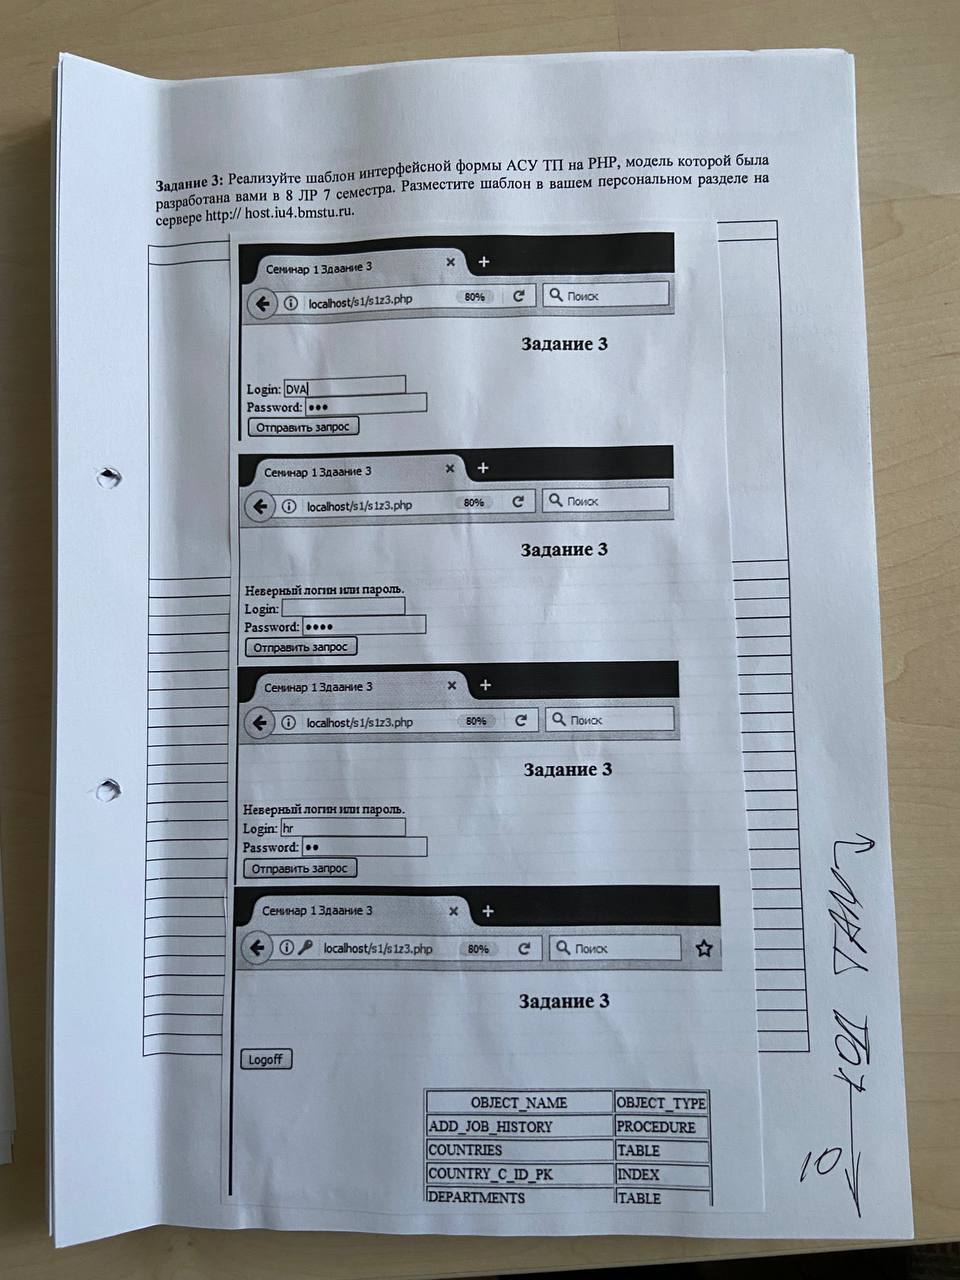 Задание 3: Реализуйте шаблон интерфейсной формы АСУ ТП на PHP, модель которой была
разработана вами в 8 ЛР 7 семестра. Разместите шаблон в вашем персональном разделе на
сервере http:// host.iu4.bmstu.ru.
Семинар 1 Здаание 3
localhost/s1/s1z3.php 80% Поиск
Задание 3
Login: DVA
Password: •••
Отправить запрос
Семинар 1 Здаание 3
localhost/s1/s1z3.php 80% Поиск
Задание 3
Неверный логин или пароль.
Login:
Password: ••••
Отправить запрос
Семинар 1 Здаание 3
localhost/s1/s1z3.php 80% Поиск
Задание 3
Неверный логин или пароль.
Login: hr
Password: ••
Отправить запрос
Семинар 1 Здаание 3
localhost/s1/s1z3.php 80% Поиск
Задание 3
Logoff
OBJECT_NAME OBJECT_TYPE
ADD_JOB_HISTORY PROCEDURE
COUNTRIES TABLE
COUNTRY_C_ID_PK INDEX
DEPARTMENTS TABLE
10
КОД ТАМ